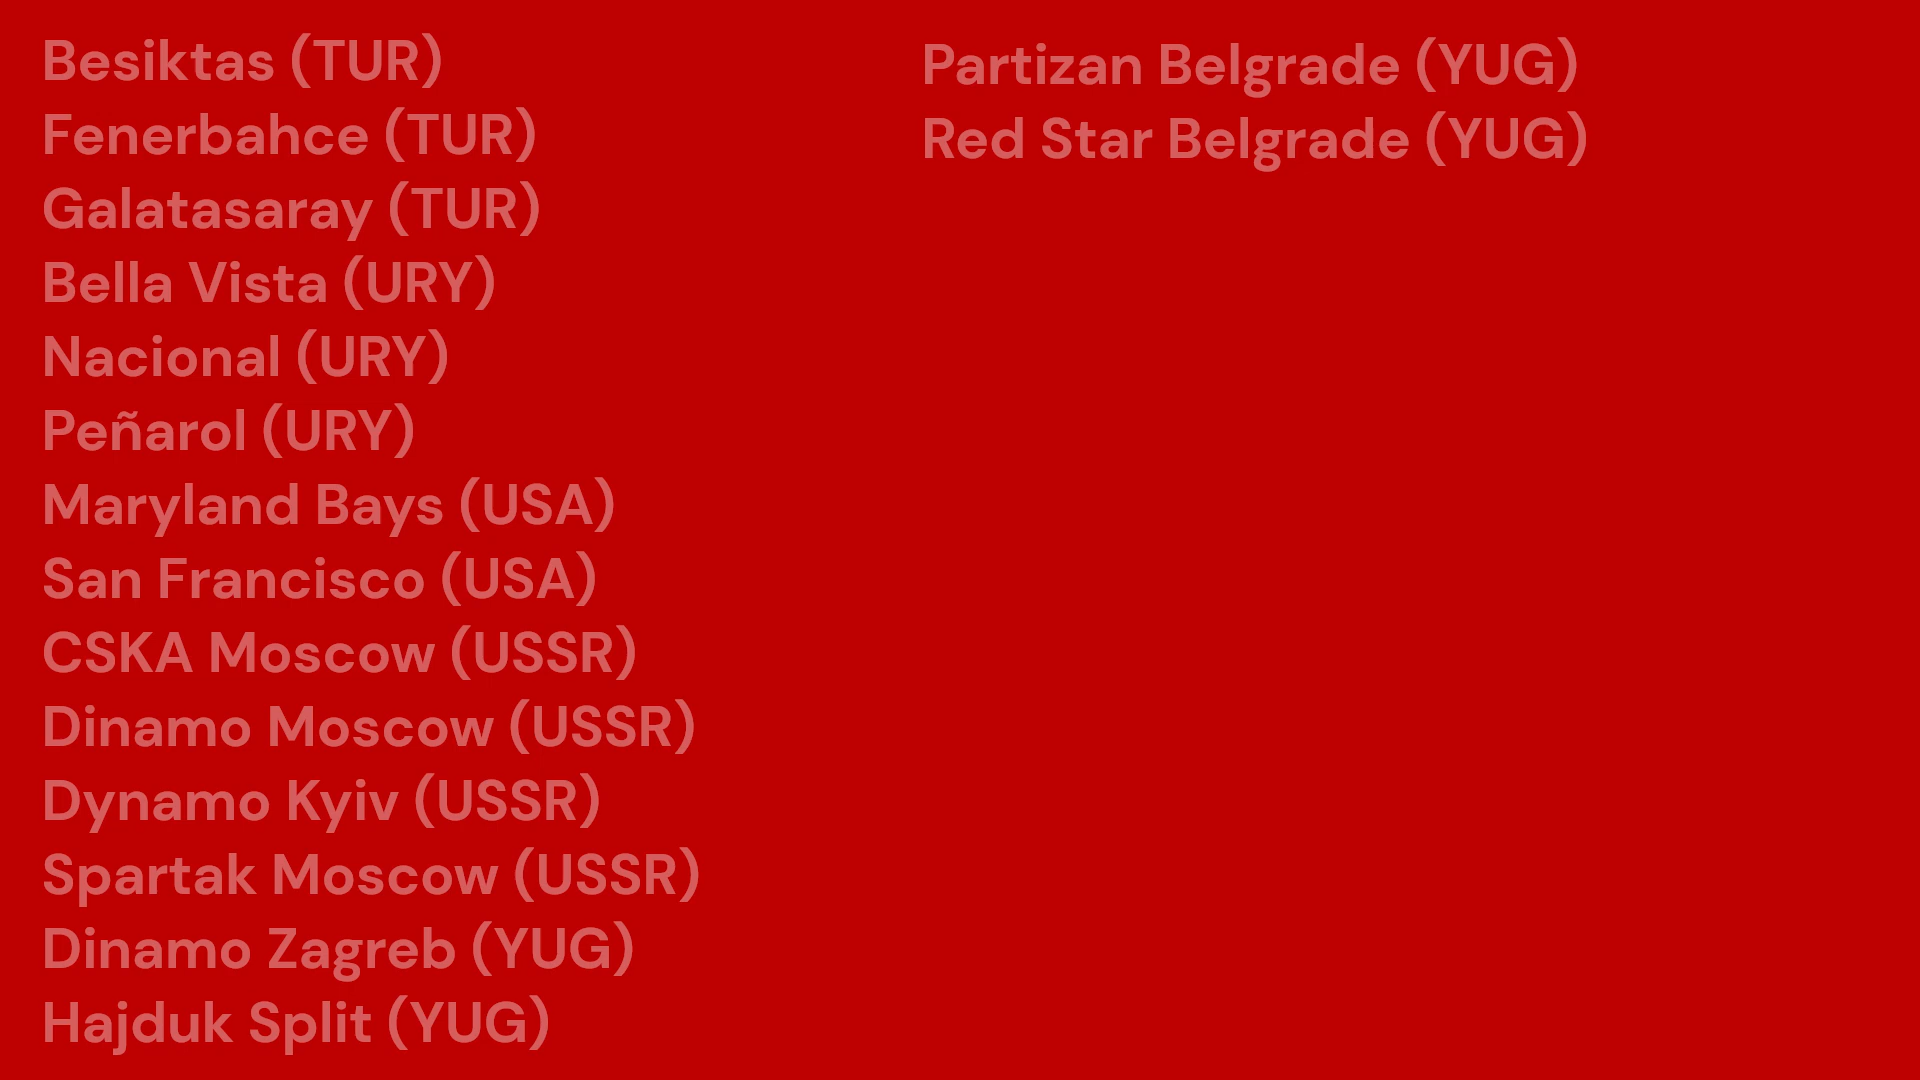 Besiktas (TUR)
Fenerbahce (TUR)
Galatasaray (TUR)
Bella Vista (URY)
Nacional (URY)
Peñarol (URY)
Maryland Bays (USA)
San Francisco (USA)
CSKA Moscow (USSR)
Dinamo Moscow (USSR)
Dynamo Kyiv (USSR)
Spartak Moscow (USSR)
Dinamo Zagreb (YUG)
Hajduk Split (YUG)
Partizan Belgrade (YUG)
Red Star Belgrade (YUG)